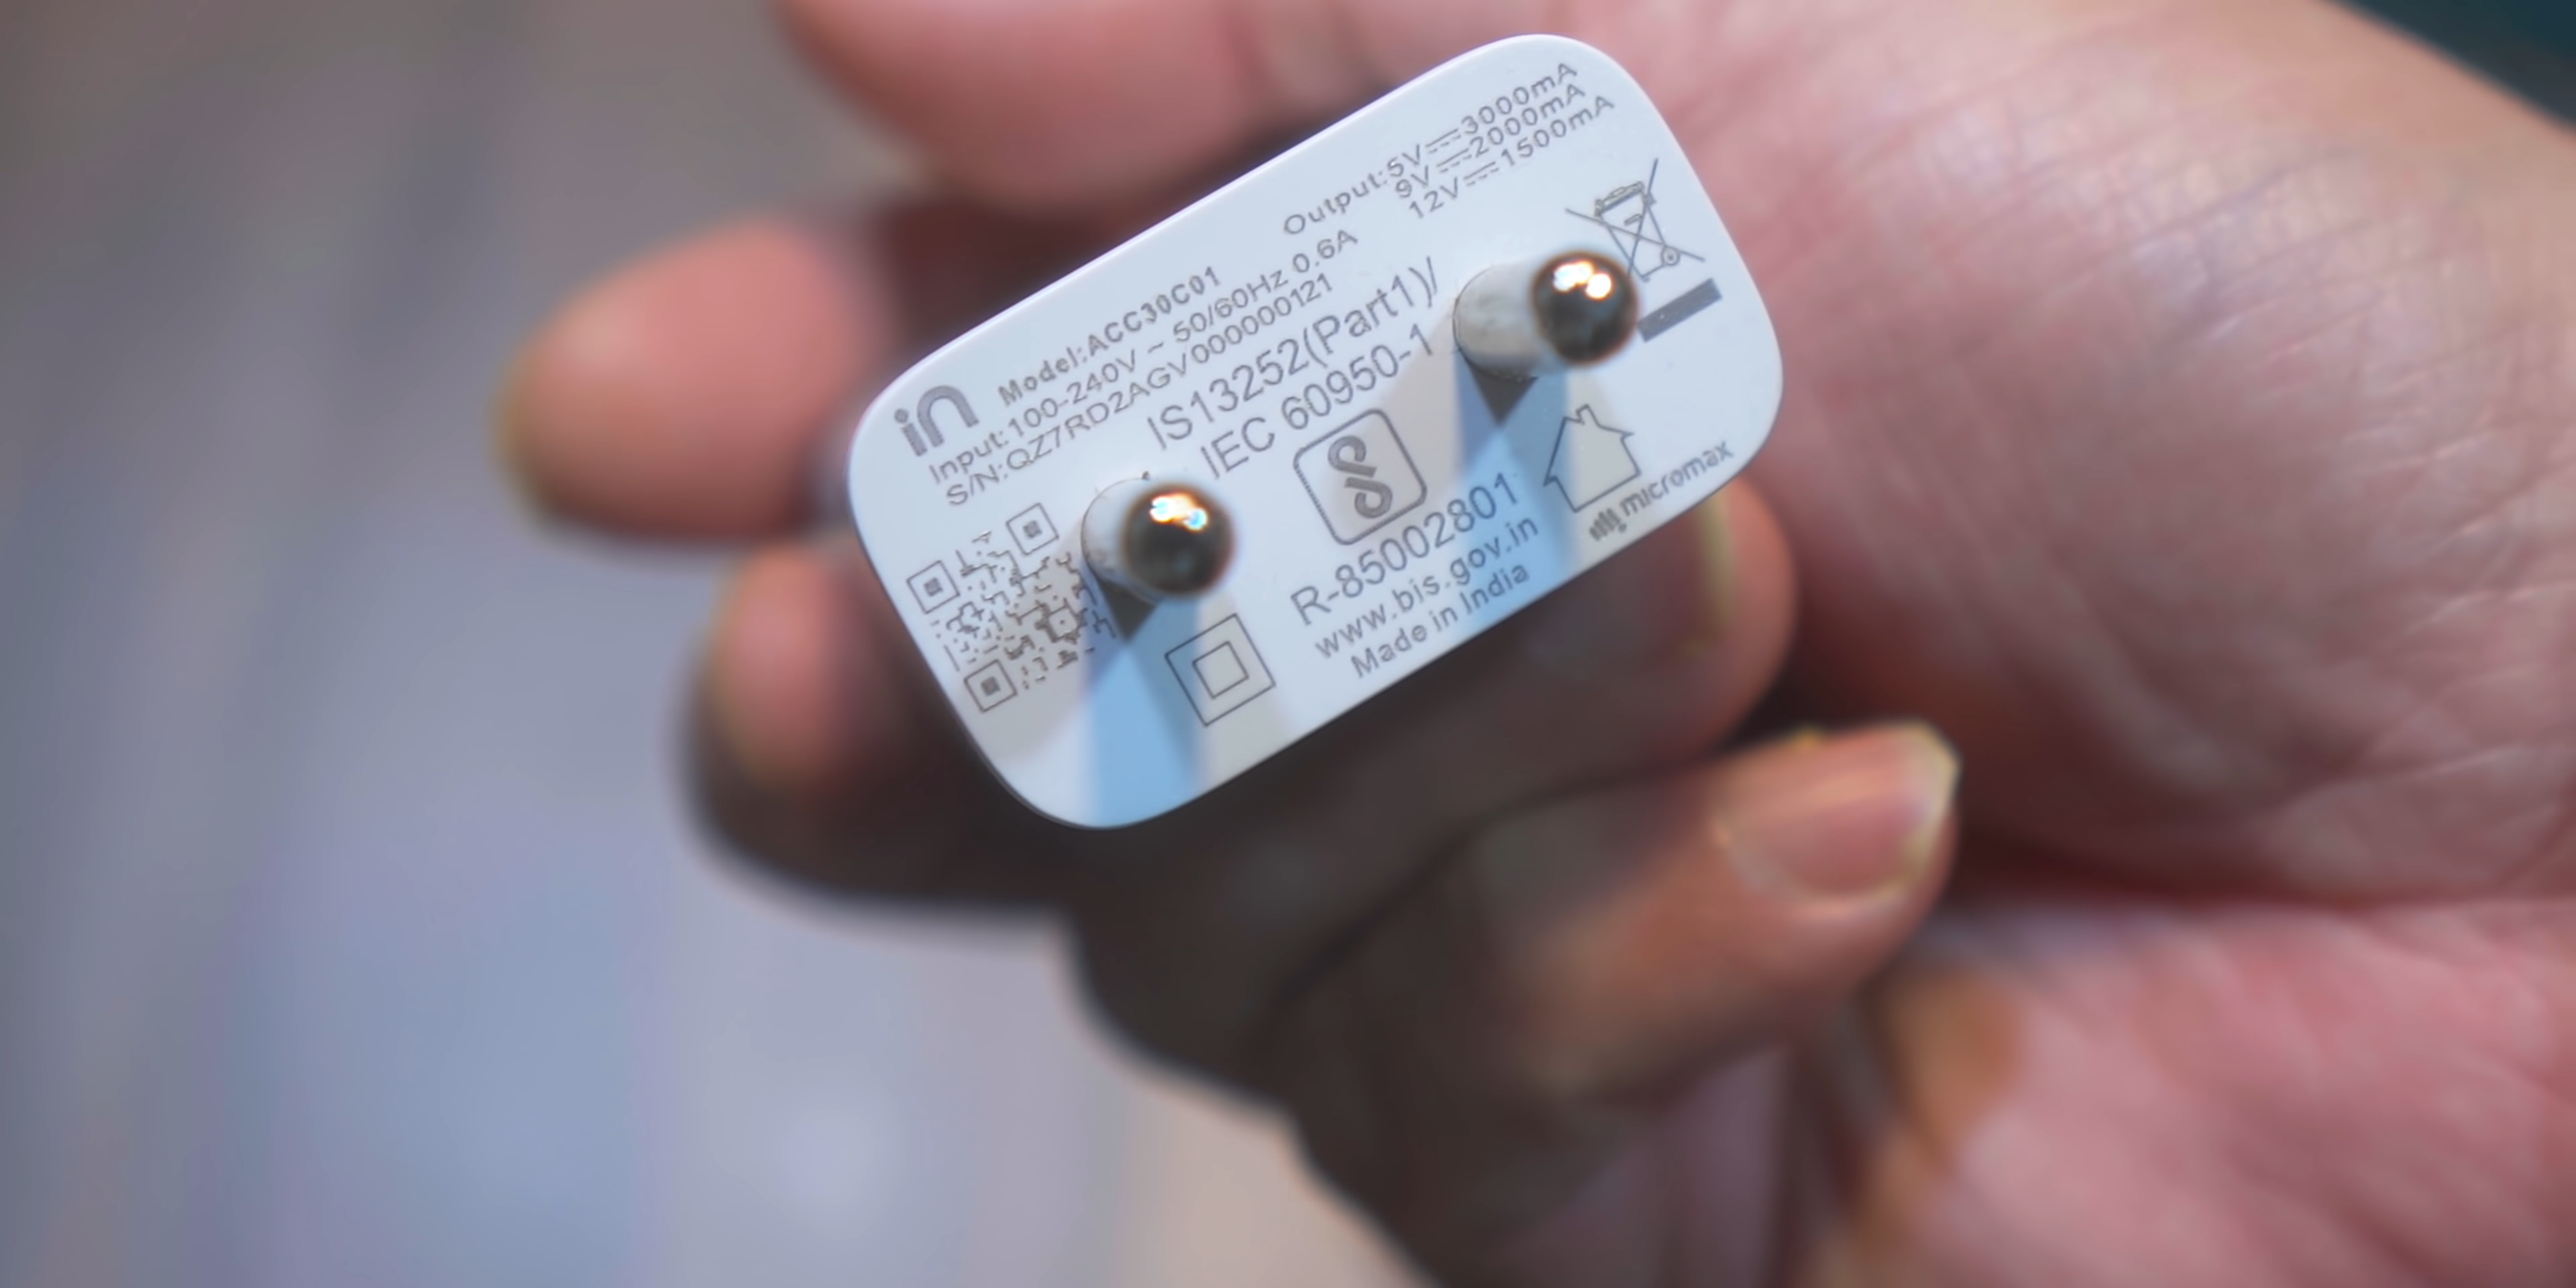 in
Model:ACC30C01
Input:100-240V ~ 50/60Hz 0.6A
S/N:QZ7RD2AGV000000121
Output:5V⎓3000mA
9V⎓2000mA
12V⎓1500mA
IS13252(Part1)/
IEC 60950-1
R-85002801
www.bis.gov.in
Made in India
micromax